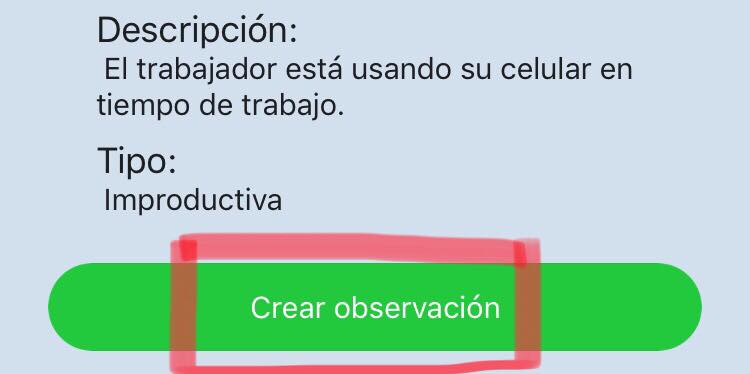 Descripción:
El trabajador está usando su celular en
tiempo de trabajo.
Tipo:
Improductiva
Crear observación